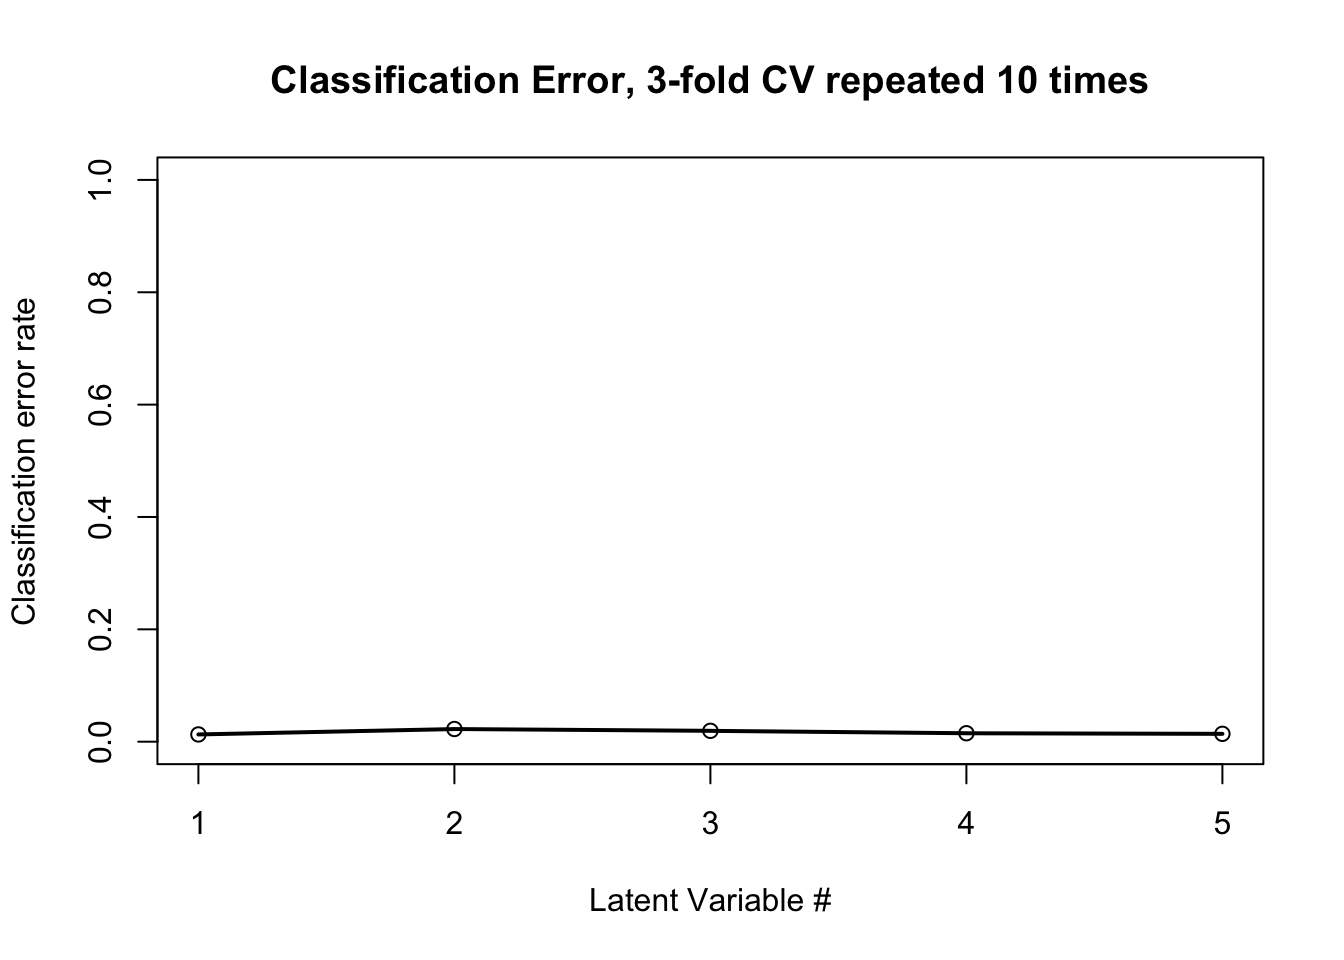 Classification Error, 3-fold CV repeated 10 times
Classification error rate
1.0
0.8
0.6
0.4
0.2
0.0
1 2 3 4 5
Latent Variable #